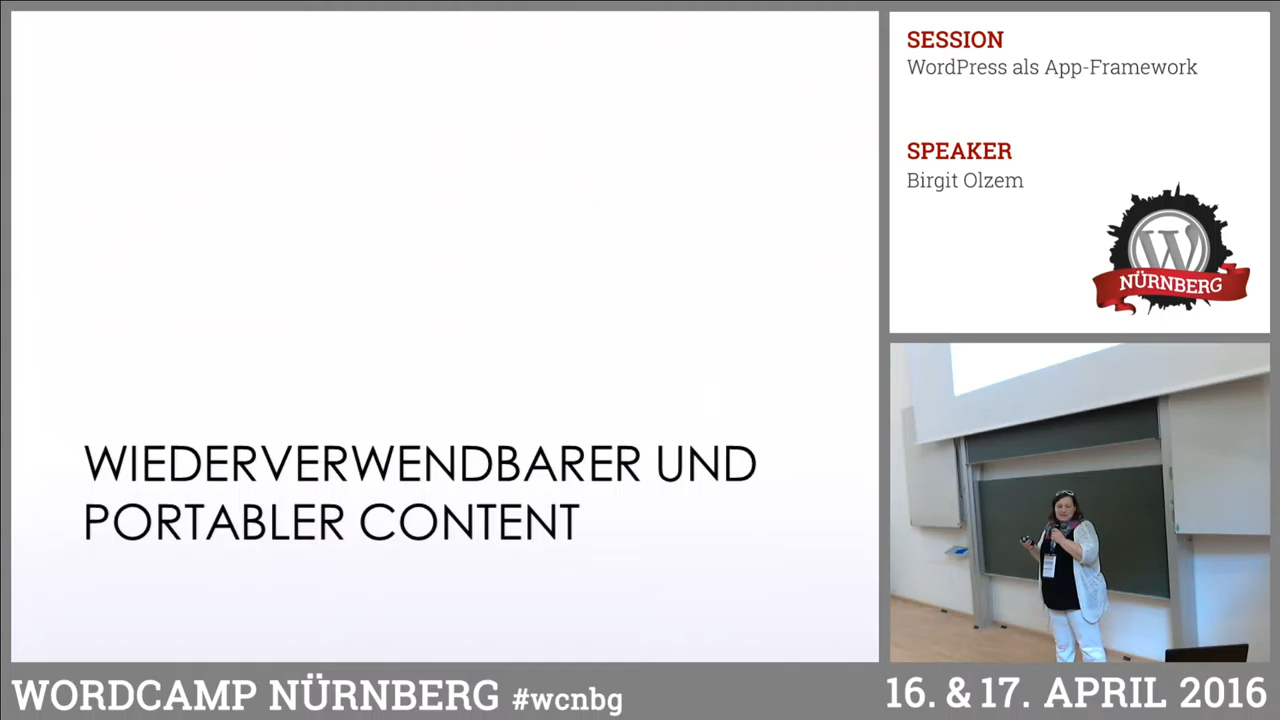 WIEDERVERWENDBARER UND
PORTABLER CONTENT
SESSION
WordPress als App-Framework
SPEAKER
Birgit Olzem
W
NÜRNBERG
WORDCAMP NÜRNBERG #wcnbg
16. & 17. APRIL 2016